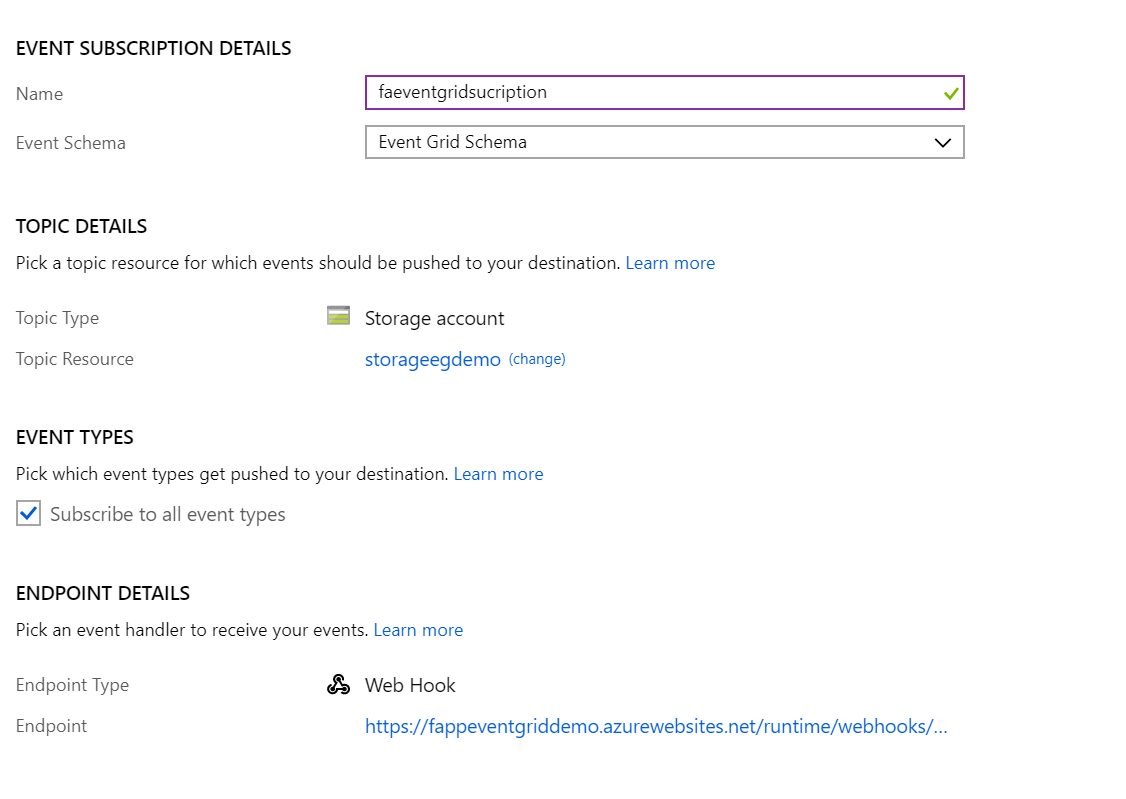 EVENT SUBSCRIPTION DETAILS
Name faeventgridsucription
Event Schema Event Grid Schema
TOPIC DETAILS
Pick a topic resource for which events should be pushed to your destination. Learn more
Topic Type Storage account
Topic Resource storageegdemo (change)
EVENT TYPES
Pick which event types get pushed to your destination. Learn more
Subscribe to all event types
ENDPOINT DETAILS
Pick an event handler to receive your events. Learn more
Endpoint Type Web Hook
Endpoint https://fappeventgriddemo.azurewebsites.net/runtime/webhooks/...